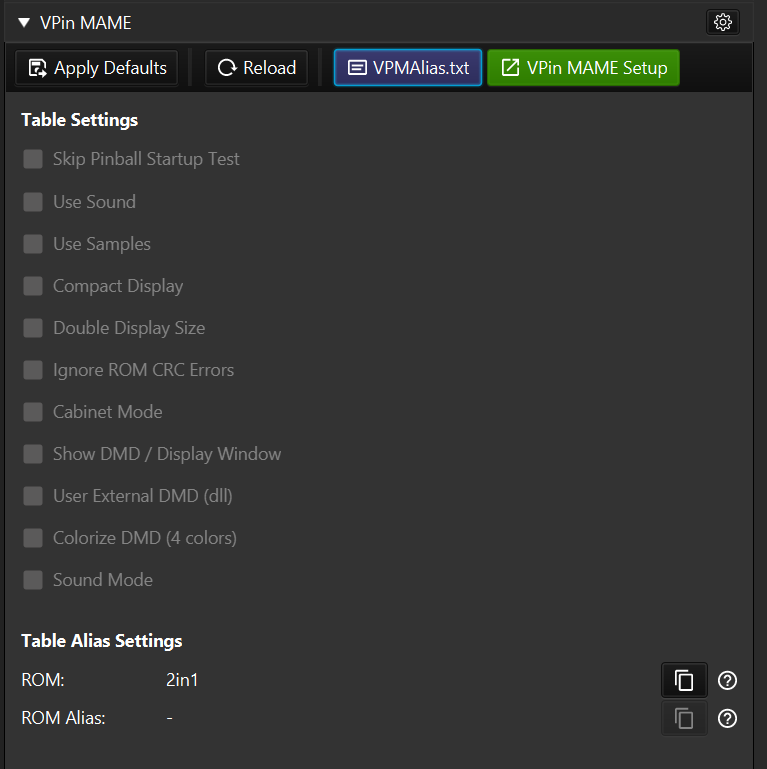 VPin MAME
Apply Defaults Reload VPMAlias.txt VPin MAME Setup
Table Settings
Skip Pinball Startup Test
Use Sound
Use Samples
Compact Display
Double Display Size
Ignore ROM CRC Errors
Cabinet Mode
Show DMD / Display Window
User External DMD (dll)
Colorize DMD (4 colors)
Sound Mode
Table Alias Settings
ROM: 2in1
ROM Alias: -